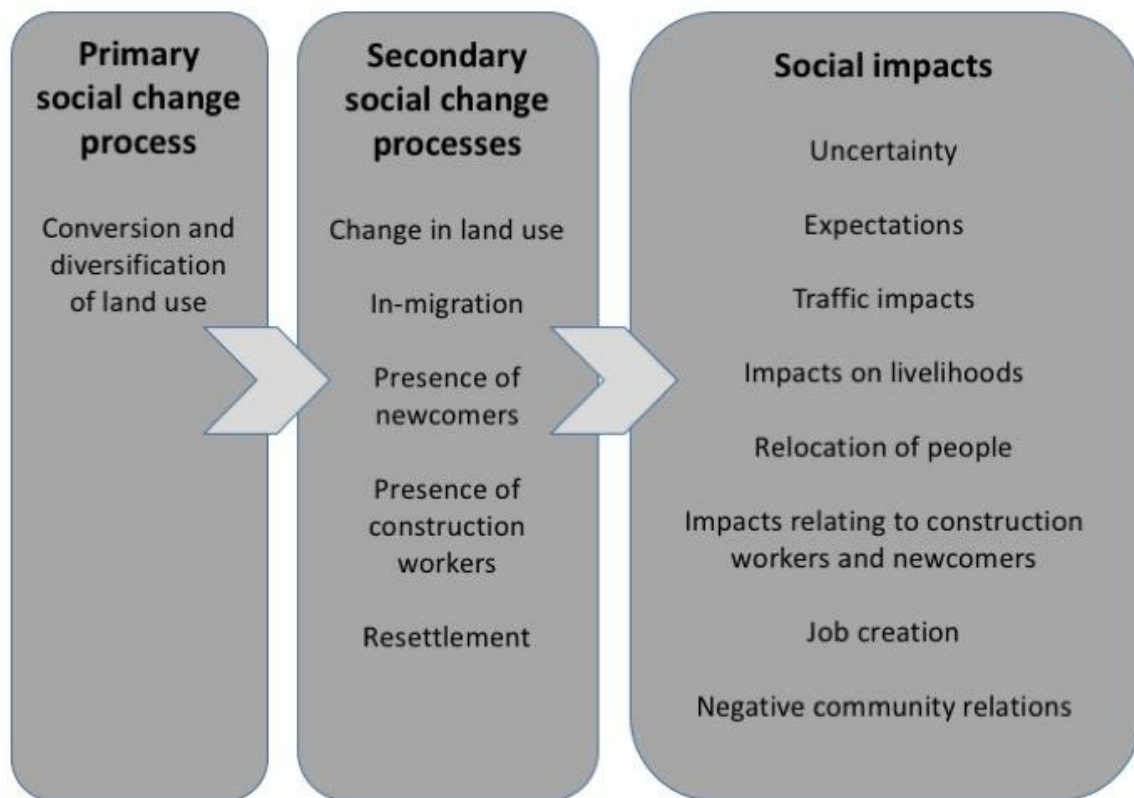 Primary
social change
process
Conversion and
diversification
of land use
Secondary
social change
processes
Change in land use
In-migration
Presence of
newcomers
Presence of
construction
workers
Resettlement
Social impacts
Uncertainty
Expectations
Traffic impacts
Impacts on livelihoods
Relocation of people
Impacts relating to construction
workers and newcomers
Job creation
Negative community relations